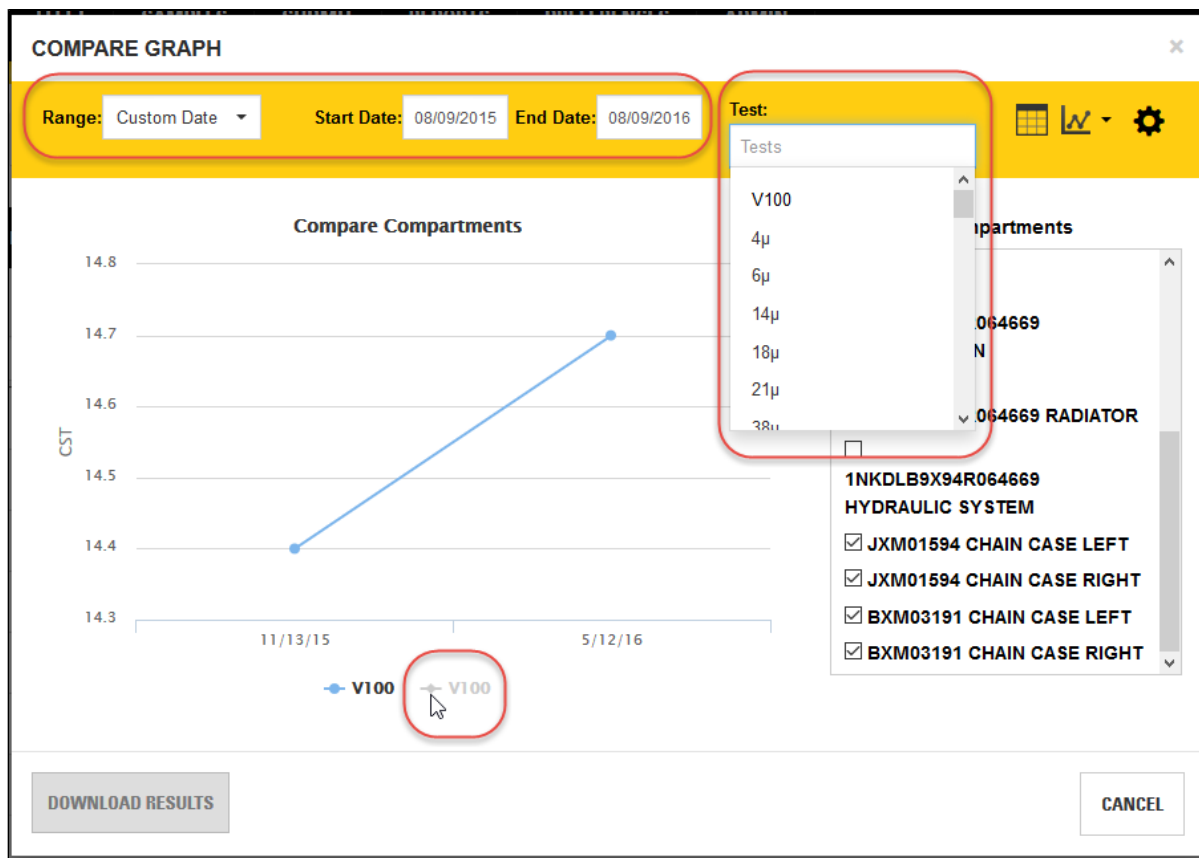 COMPARE GRAPH
×
Range: Custom Date Start Date: 08/09/2015 End Date: 08/09/2016
Test:
Tests
V100
4µ
6µ
14µ
18µ
21µ
38µ
Compare Compartments
14.8
14.7
14.6
14.5
14.4
14.3
CST
11/13/15 5/12/16
V100 V100
064669 RADIATOR
1NKDLB9X94R064669
HYDRAULIC SYSTEM
JXM01594 CHAIN CASE LEFT
JXM01594 CHAIN CASE RIGHT
BXM03191 CHAIN CASE LEFT
BXM03191 CHAIN CASE RIGHT
DOWNLOAD RESULTS
CANCEL